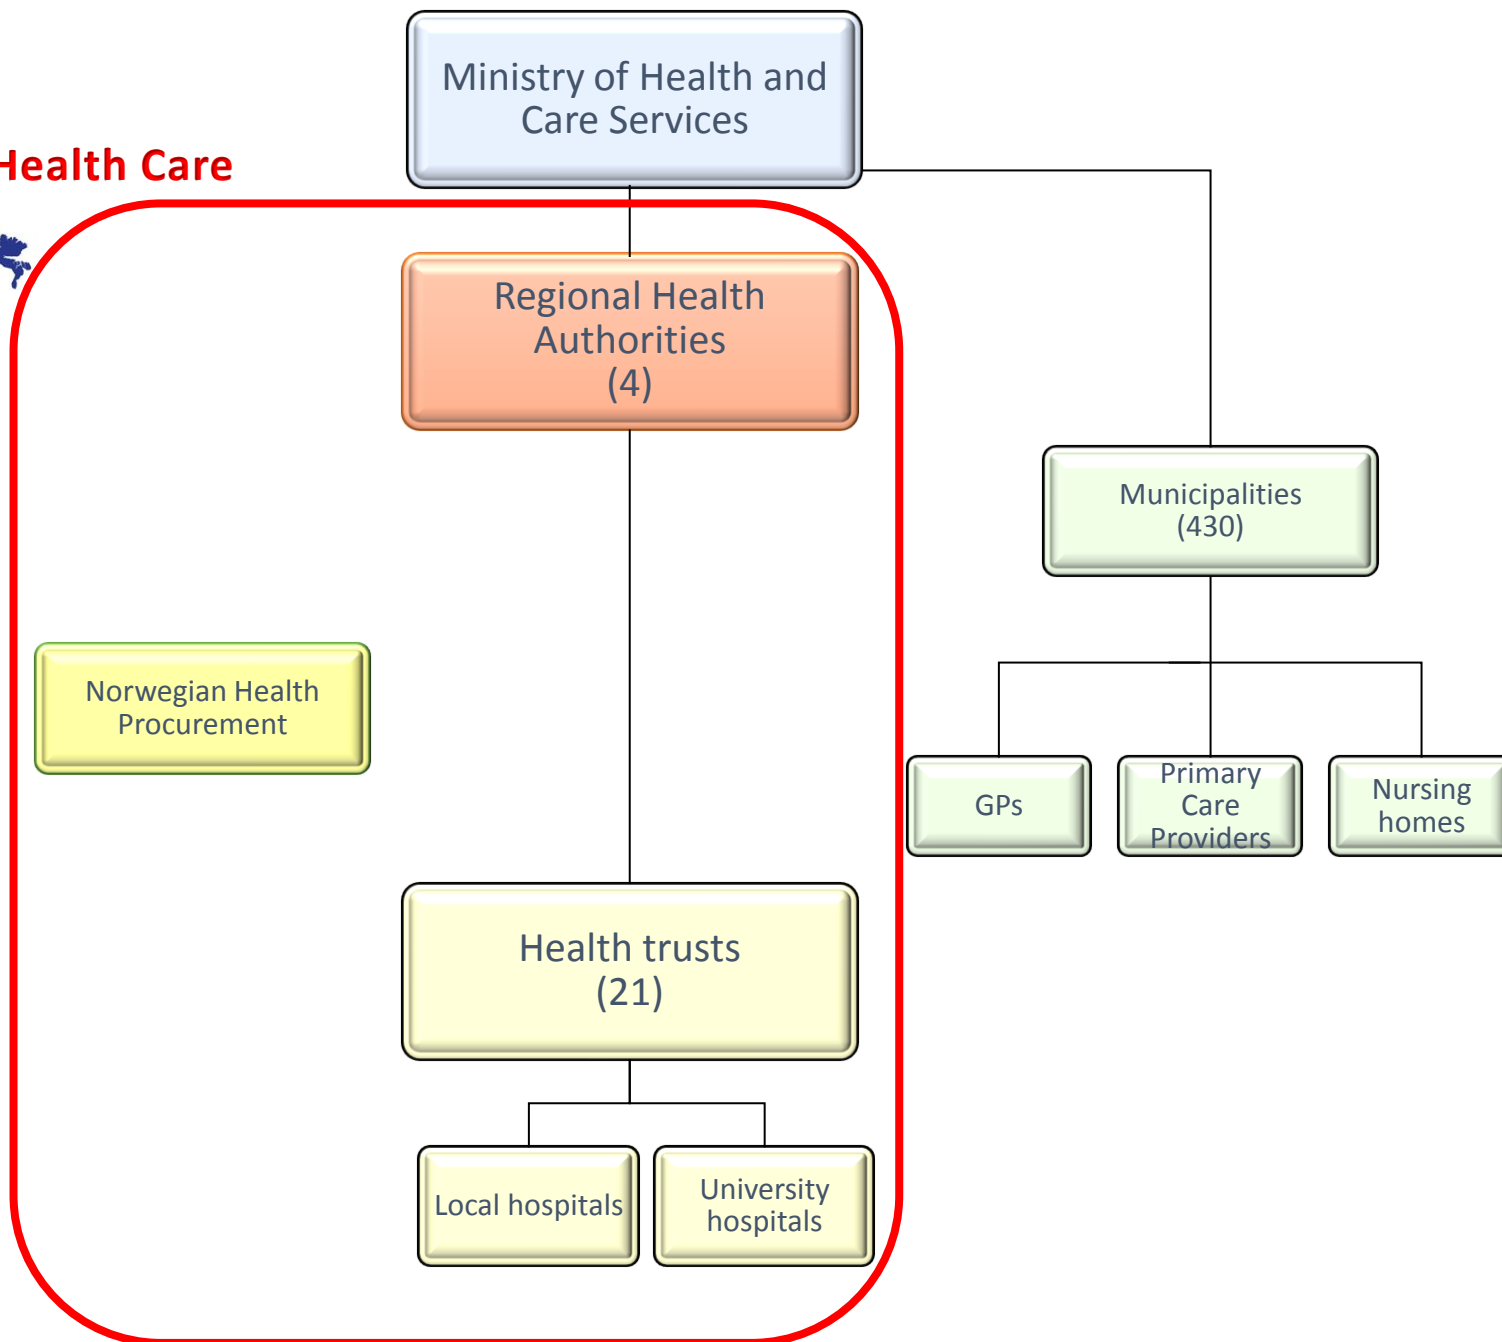 Ministry of Health and
Care Services
Health Care
Regional Health
Authorities
(4)
Municipalities
(430)
Norwegian Health
Procurement
GPs
Primary
Care
Providers
Nursing
homes
Health trusts
(21)
Local hospitals
University
hospitals